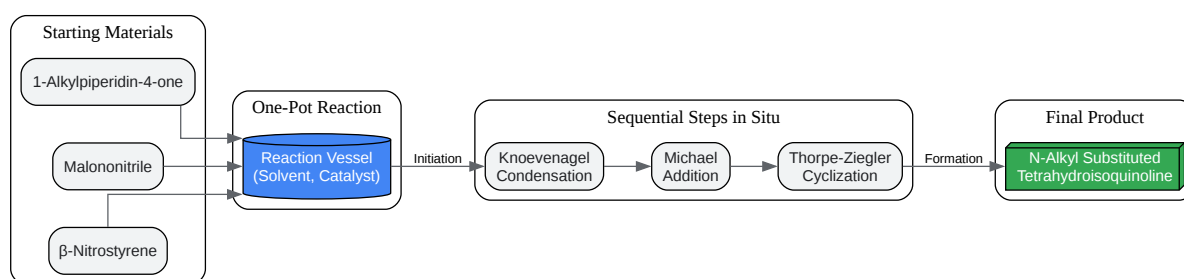 Starting Materials
1-Alkylpiperidin-4-one
Malononitrile
β-Nitrostyrene
One-Pot Reaction
Reaction Vessel
(Solvent, Catalyst)
Initiation
Sequential Steps in Situ
Knoevenagel
Condensation
Michael
Addition
Thorpe-Ziegler
Cyclization
Formation
Final Product
N-Alkyl Substituted
Tetrahydroisoquinoline